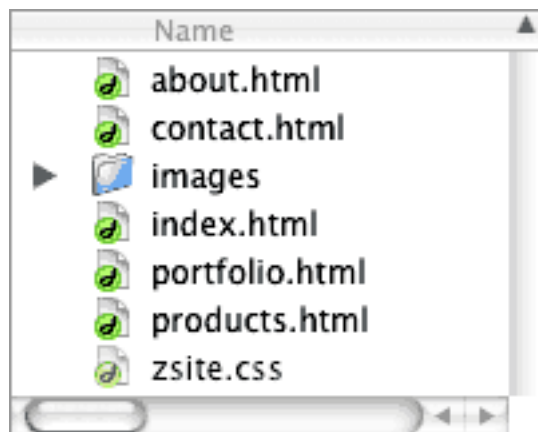 Name
about.html
contact.html
images
index.html
portfolio.html
products.html
zsite.css